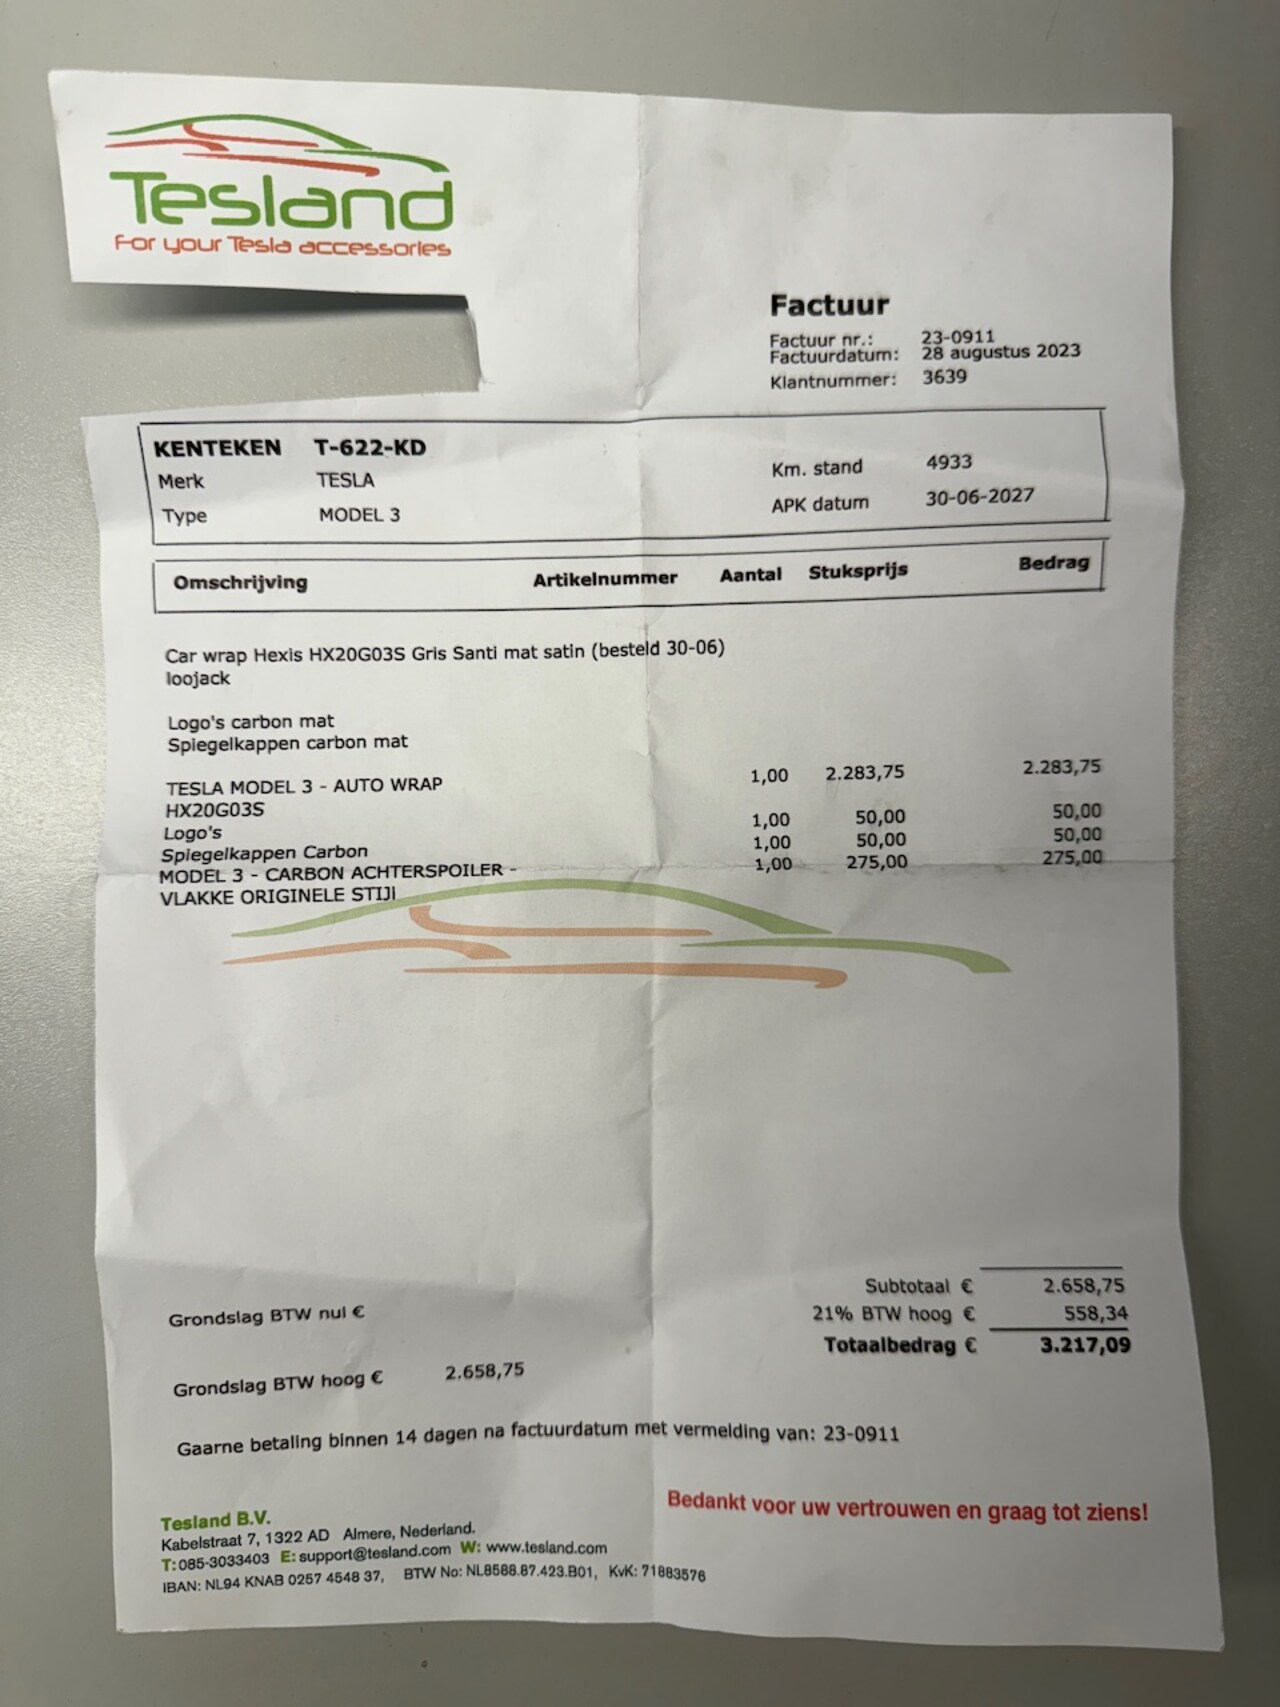 Tesland
For your Tesla accessories
Factuur
Factuur nr.: 23-0911
Factuurdatum: 28 augustus 2023
Klantnummer: 3639
KENTEKEN T-622-KD
Merk TESLA
Type MODEL 3
Km. stand 4933
APK datum 30-06-2027
Omschrijving Artikelnummer Aantal Stuksprijs Bedrag
Car wrap Hexis HX20G03S Gris Santi mat satin (besteld 30-06)
loojack
Logo's carbon mat
Spiegelkappen carbon mat
TESLA MODEL 3 - AUTO WRAP 1,00 2.283,75 2.283,75
HX20G03S
Logo's 1,00 50,00 50,00
Spiegelkappen Carbon 1,00 50,00 50,00
MODEL 3 - CARBON ACHTERSPOILER - 1,00 275,00 275,00
VLAKKE ORIGINELE STIJl
Subtotaal € 2.658,75
Grondslag BTW nul € 21% BTW hoog € 558,34
Totaalbedrag € 3.217,09
Grondslag BTW hoog € 2.658,75
Gaarne betaling binnen 14 dagen na factuurdatum met vermelding van: 23-0911
Bedankt voor uw vertrouwen en graag tot ziens!
Tesland B.V.
Kabelstraat 7, 1322 AD Almere, Nederland.
T: 085-3033403 E: support@tesland.com W: www.tesland.com
IBAN: NL94 KNAB 0257 4548 37, BTW No: NL8588.87.423.B01, KvK: 71883576